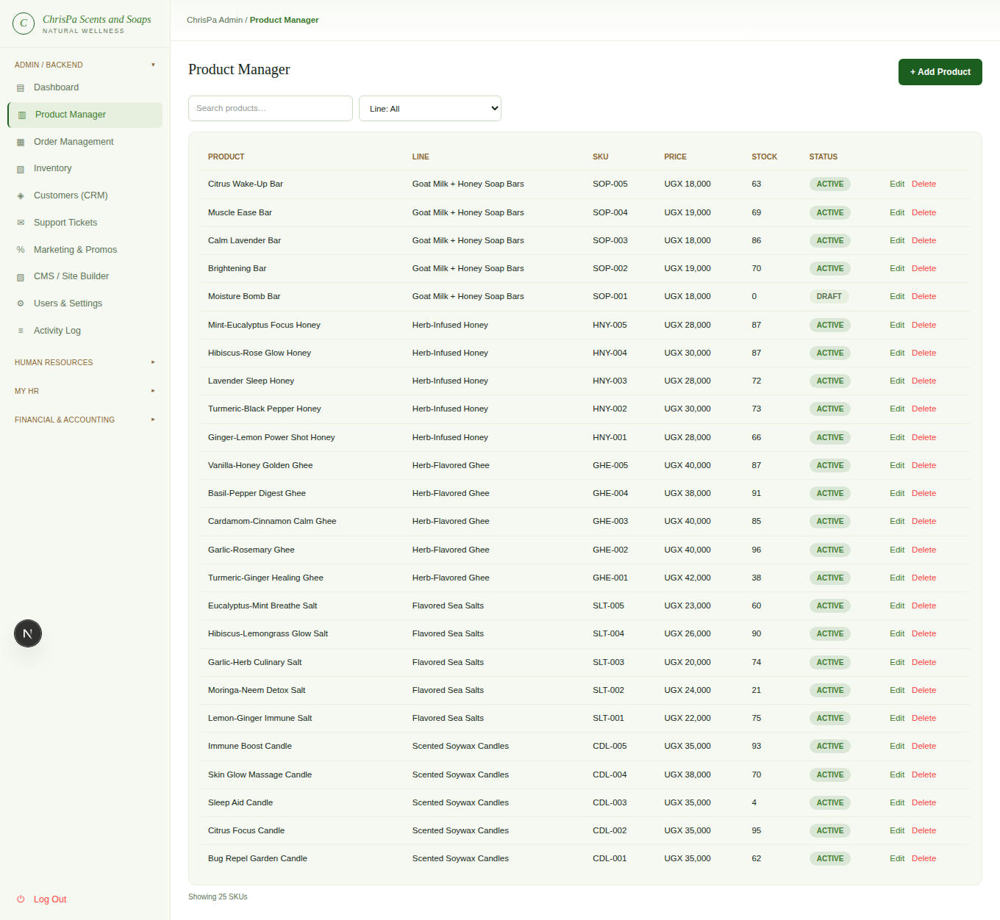 C
ChrisPa Scents and Soaps
NATURAL WELLNESS
ADMIN / BACKEND
Dashboard
Product Manager
Order Management
Inventory
Customers (CRM)
Support Tickets
% Marketing & Promos
CMS / Site Builder
Users & Settings
Activity Log
HUMAN RESOURCES
MY HR
FINANCIAL & ACCOUNTING
N
Log Out
ChrisPa Admin / Product Manager
Product Manager
+ Add Product
Search products…
Line: All
PRODUCT LINE SKU PRICE STOCK STATUS
Citrus Wake-Up Bar Goat Milk + Honey Soap Bars SOP-005 UGX 18,000 63 ACTIVE Edit Delete
Muscle Ease Bar Goat Milk + Honey Soap Bars SOP-004 UGX 19,000 69 ACTIVE Edit Delete
Calm Lavender Bar Goat Milk + Honey Soap Bars SOP-003 UGX 18,000 86 ACTIVE Edit Delete
Brightening Bar Goat Milk + Honey Soap Bars SOP-002 UGX 19,000 70 ACTIVE Edit Delete
Moisture Bomb Bar Goat Milk + Honey Soap Bars SOP-001 UGX 18,000 0 DRAFT Edit Delete
Mint-Eucalyptus Focus Honey Herb-Infused Honey HNY-005 UGX 28,000 87 ACTIVE Edit Delete
Hibiscus-Rose Glow Honey Herb-Infused Honey HNY-004 UGX 30,000 87 ACTIVE Edit Delete
Lavender Sleep Honey Herb-Infused Honey HNY-003 UGX 28,000 72 ACTIVE Edit Delete
Turmeric-Black Pepper Honey Herb-Infused Honey HNY-002 UGX 30,000 73 ACTIVE Edit Delete
Ginger-Lemon Power Shot Honey Herb-Infused Honey HNY-001 UGX 28,000 66 ACTIVE Edit Delete
Vanilla-Honey Golden Ghee Herb-Flavored Ghee GHE-005 UGX 40,000 87 ACTIVE Edit Delete
Basil-Pepper Digest Ghee Herb-Flavored Ghee GHE-004 UGX 38,000 91 ACTIVE Edit Delete
Cardamom-Cinnamon Calm Ghee Herb-Flavored Ghee GHE-003 UGX 40,000 85 ACTIVE Edit Delete
Garlic-Rosemary Ghee Herb-Flavored Ghee GHE-002 UGX 40,000 96 ACTIVE Edit Delete
Turmeric-Ginger Healing Ghee Herb-Flavored Ghee GHE-001 UGX 42,000 38 ACTIVE Edit Delete
Eucalyptus-Mint Breathe Salt Flavored Sea Salts SLT-005 UGX 23,000 60 ACTIVE Edit Delete
Hibiscus-Lemongrass Glow Salt Flavored Sea Salts SLT-004 UGX 26,000 90 ACTIVE Edit Delete
Garlic-Herb Culinary Salt Flavored Sea Salts SLT-003 UGX 20,000 74 ACTIVE Edit Delete
Moringa-Neem Detox Salt Flavored Sea Salts SLT-002 UGX 24,000 21 ACTIVE Edit Delete
Lemon-Ginger Immune Salt Flavored Sea Salts SLT-001 UGX 22,000 75 ACTIVE Edit Delete
Immune Boost Candle Scented Soywax Candles CDL-005 UGX 35,000 93 ACTIVE Edit Delete
Skin Glow Massage Candle Scented Soywax Candles CDL-004 UGX 38,000 70 ACTIVE Edit Delete
Sleep Aid Candle Scented Soywax Candles CDL-003 UGX 35,000 4 ACTIVE Edit Delete
Citrus Focus Candle Scented Soywax Candles CDL-002 UGX 35,000 95 ACTIVE Edit Delete
Bug Repel Garden Candle Scented Soywax Candles CDL-001 UGX 35,000 62 ACTIVE Edit Delete
Showing 25 SKUs